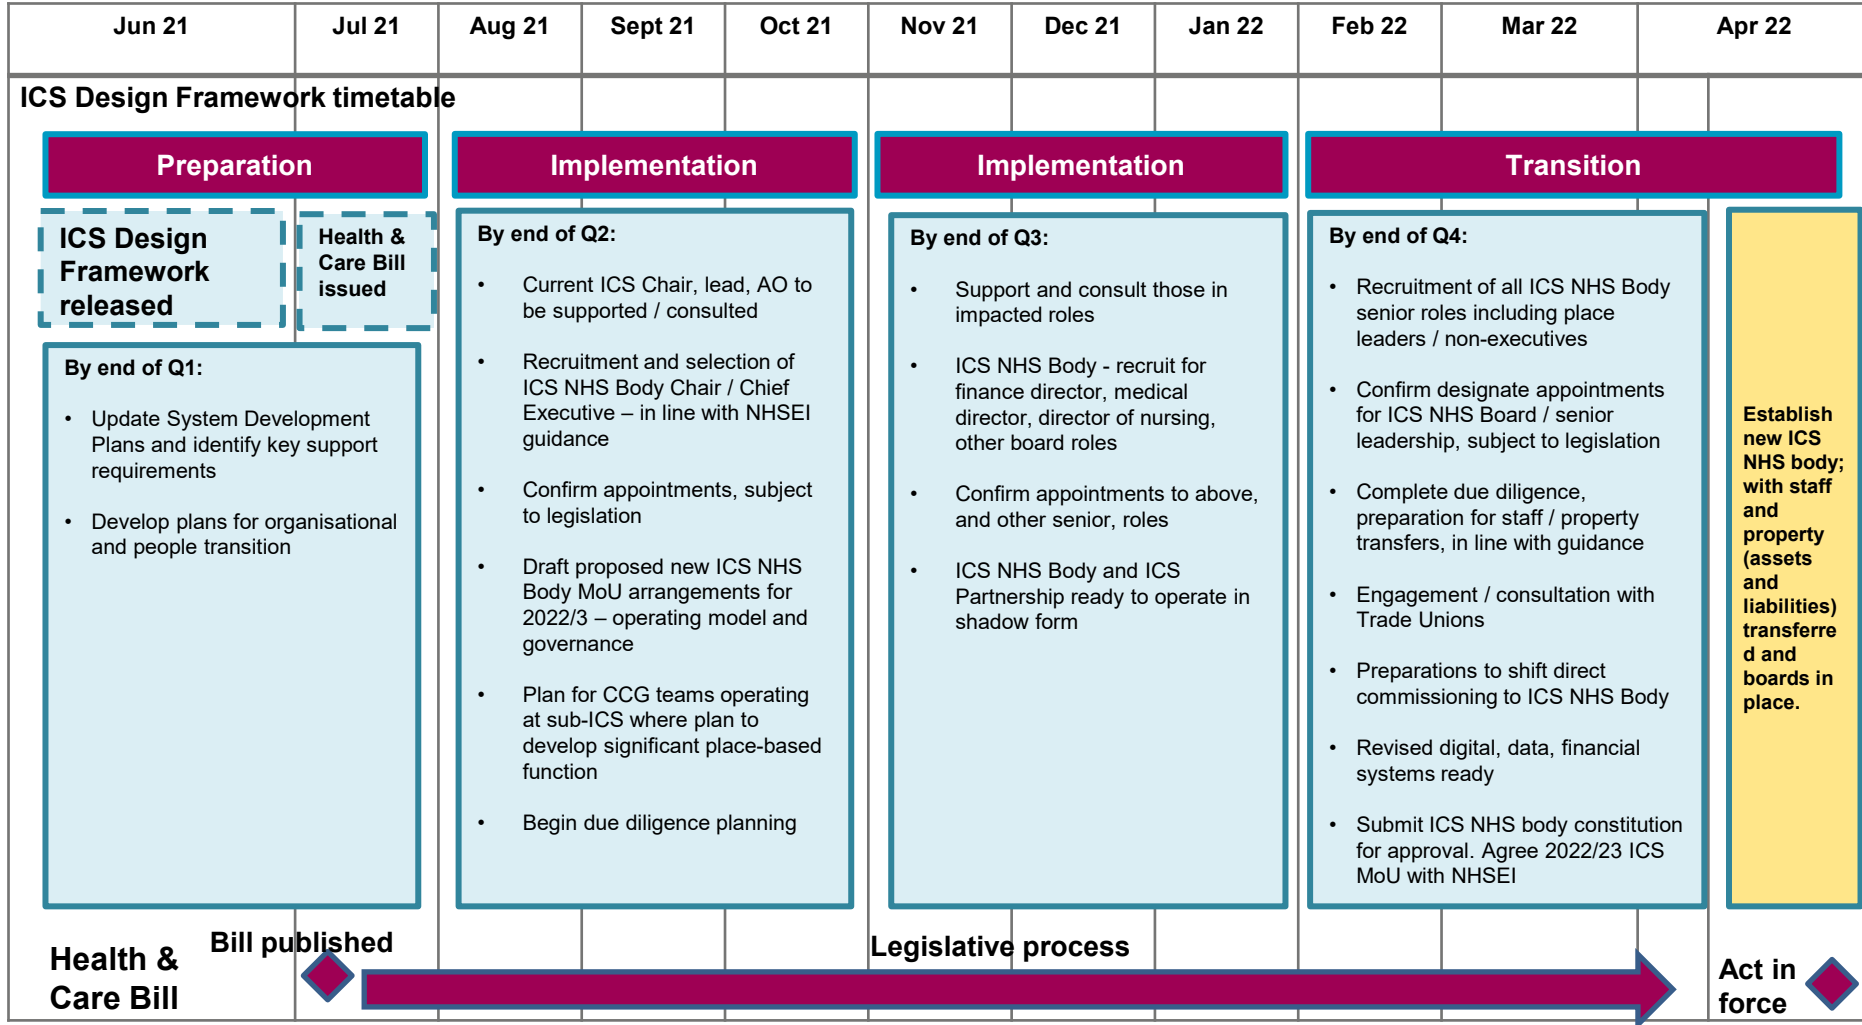 Jun 21
Jul 21
Aug 21
Sept 21
Oct 21
Nov 21
Dec 21
Jan 22
Feb 22
Mar 22
Apr 22
ICS Design Framework timetable
Preparation
Implementation
Implementation
Transition
ICS Design
Framework
released
Health &
Care Bill
issued
By end of Q1:
• Update System Development
Plans and identify key support
requirements
• Develop plans for organisational
and people transition
By end of Q2:
• Current ICS Chair, lead, AO to
be supported / consulted
• Recruitment and selection of
ICS NHS Body Chair / Chief
Executive – in line with NHSEI
guidance
• Confirm appointments, subject
to legislation
• Draft proposed new ICS NHS
Body MoU arrangements for
2022/3 – operating model and
governance
• Plan for CCG teams operating
at sub-ICS where plan to
develop significant place-based
function
• Begin due diligence planning
By end of Q3:
• Support and consult those in
impacted roles
• ICS NHS Body - recruit for
finance director, medical
director, director of nursing,
other board roles
• Confirm appointments to above,
and other senior, roles
• ICS NHS Body and ICS
Partnership ready to operate in
shadow form
By end of Q4:
• Recruitment of all ICS NHS Body
senior roles including place
leaders / non-executives
• Confirm designate appointments
for ICS NHS Board / senior
leadership, subject to legislation
• Complete due diligence,
preparation for staff / property
transfers, in line with guidance
• Engagement / consultation with
Trade Unions
• Preparations to shift direct
commissioning to ICS NHS Body
• Revised digital, data, financial
systems ready
• Submit ICS NHS body constitution
for approval. Agree 2022/23 ICS
MoU with NHSEI
Establish
new ICS
NHS body;
with staff
and
property
(assets
and
liabilities)
transferre
d and
boards in
place.
Health &
Care Bill
Bill published
Legislative process
Act in
force